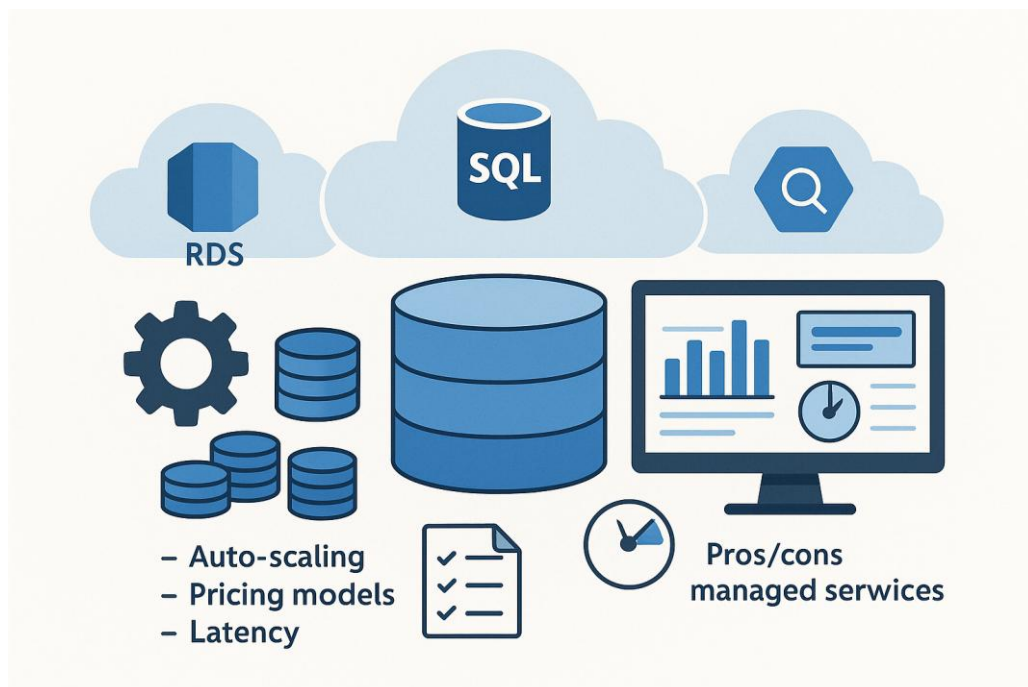 SQL
RDS
– Auto-scaling
– Pricing models
– Latency
Pros/cons
managed serwices